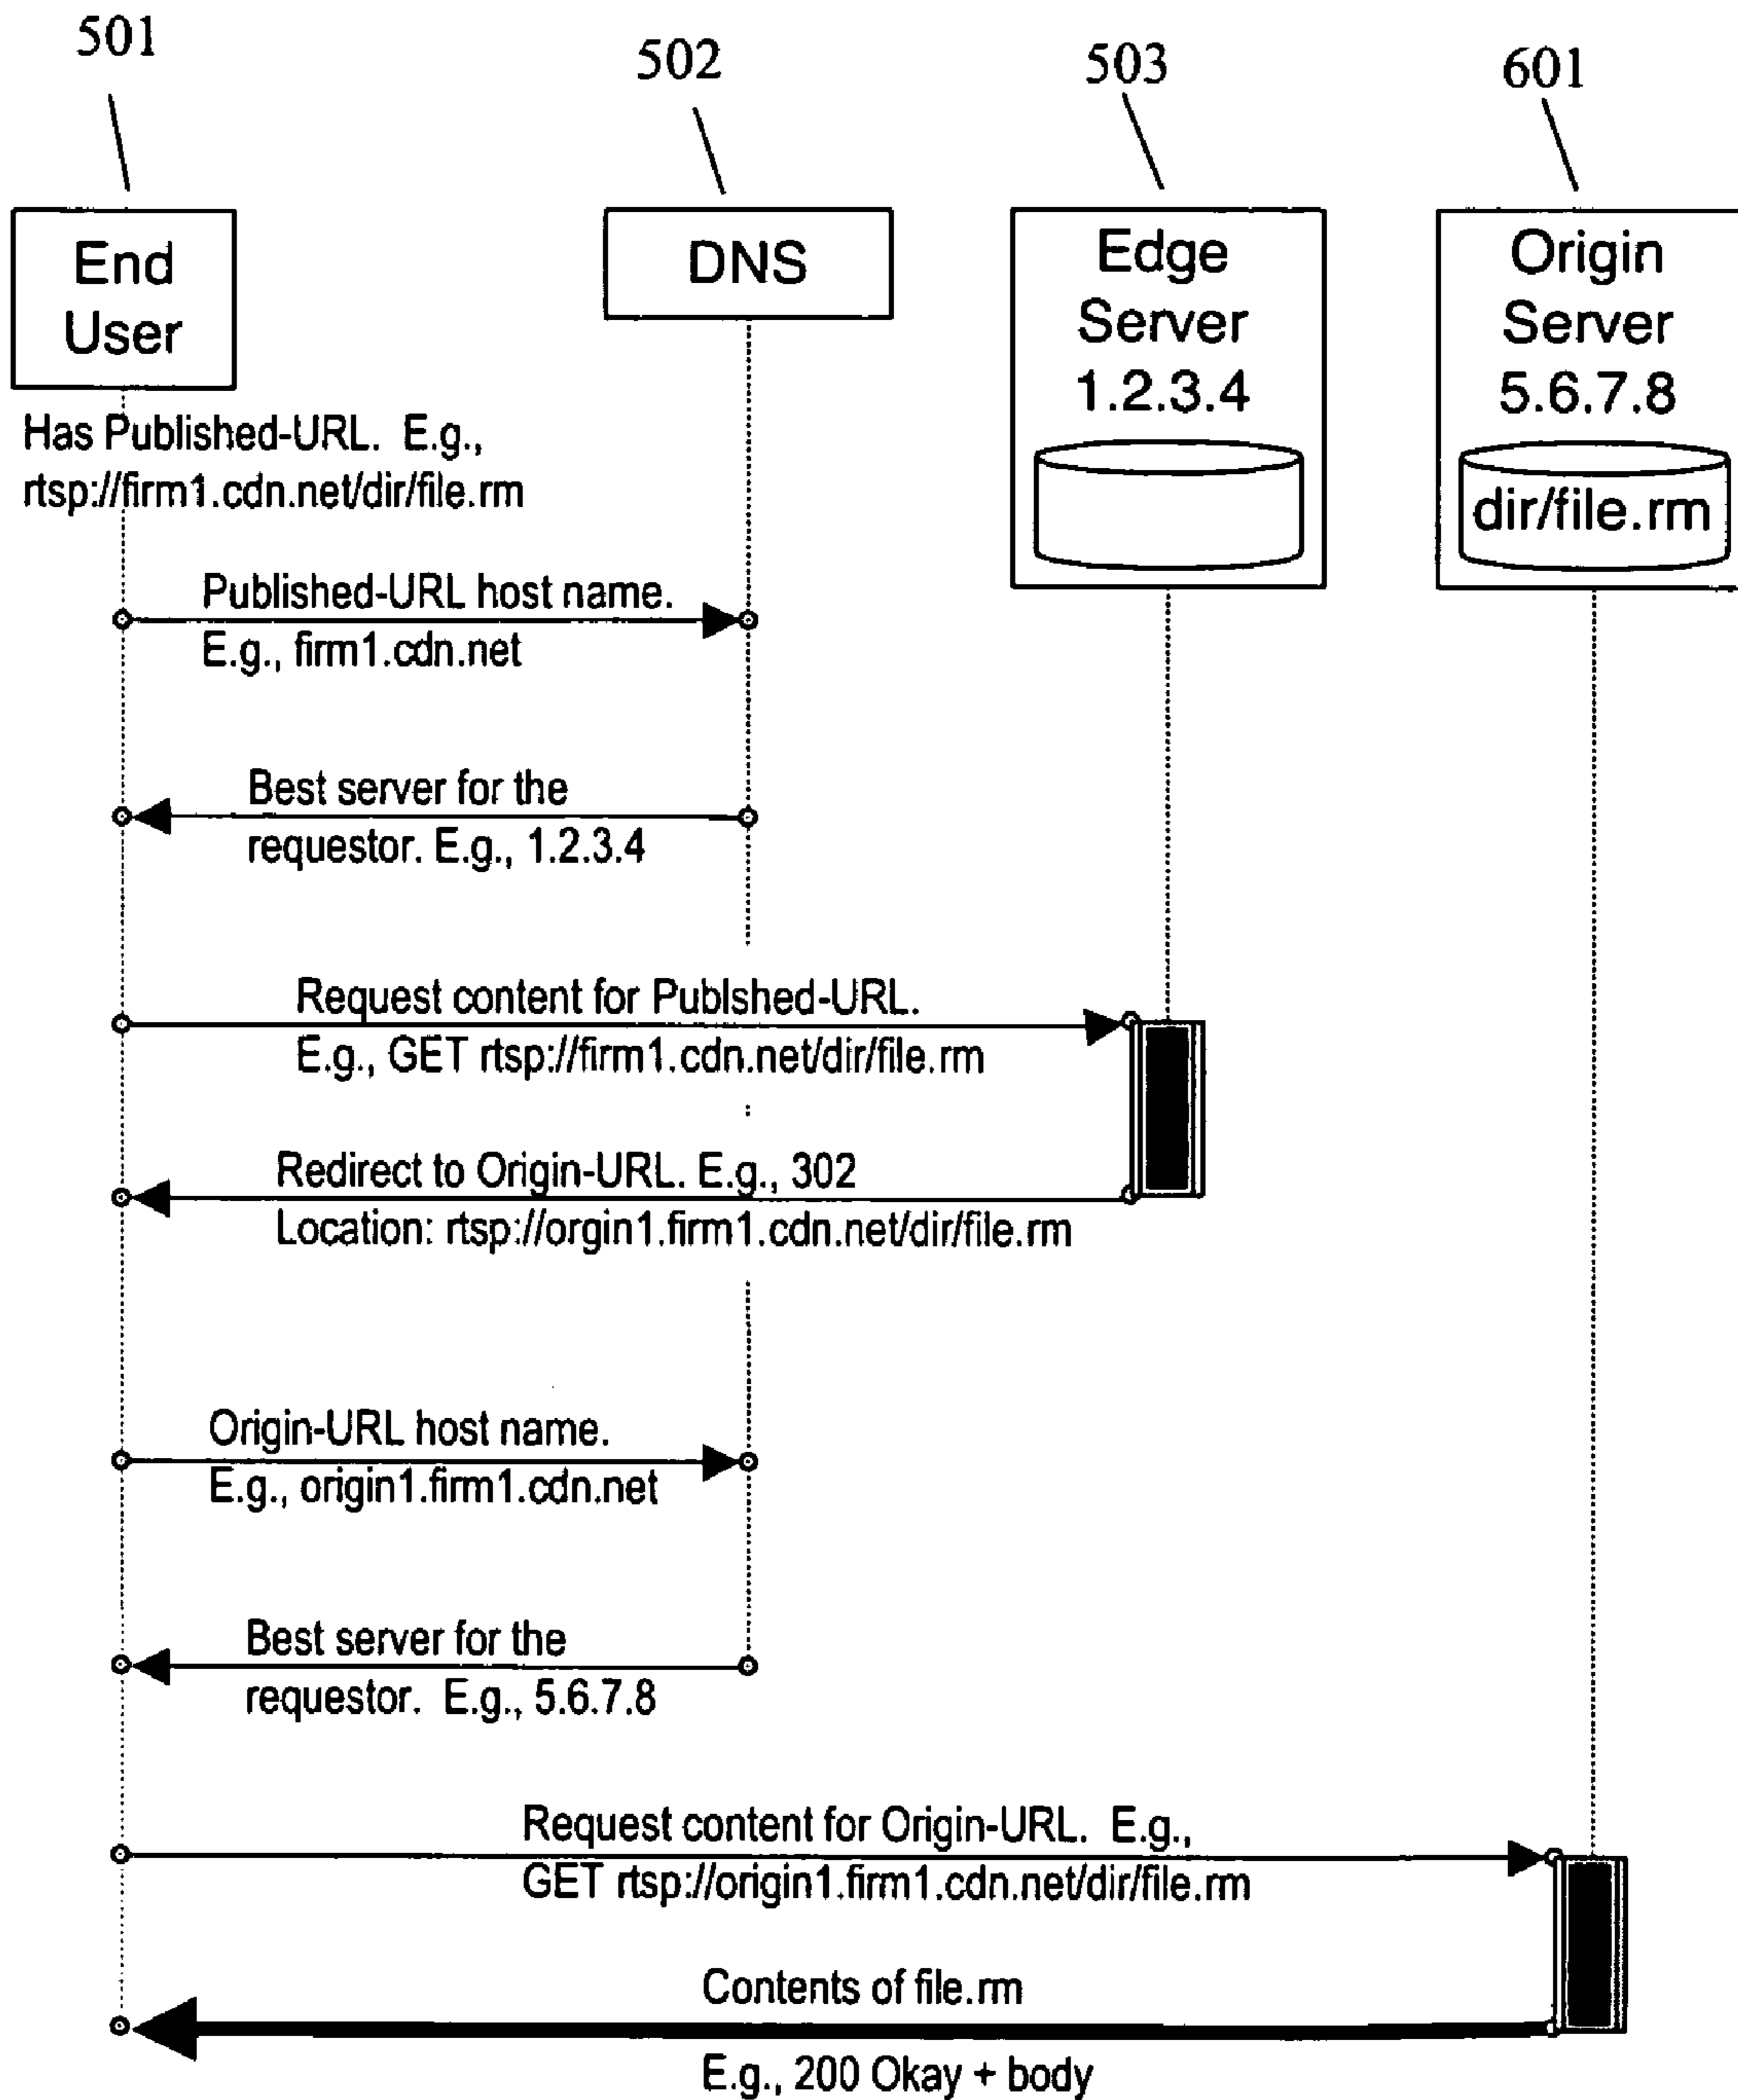 501
502
503
601
End
User
DNS
Edge
Server
1.2.3.4
Origin
Server
5.6.7.8
dir/file.rm
Has Published-URL. E.g.,
rtsp://firm1.cdn.net/dir/file.rm
Published-URL host name.
E.g., firm1.cdn.net
Best server for the
requestor. E.g., 1.2.3.4
Request content for Publshed-URL.
E.g., GET rtsp://firm1.cdn.net/dir/file.rm
Redirect to Origin-URL. E.g., 302
Location: rtsp://orgin1.firm1.cdn.net/dir/file.rm
Origin-URL host name.
E.g., origin1.firm1.cdn.net
Best server for the
requestor. E.g., 5.6.7.8
Request content for Origin-URL. E.g.,
GET rtsp://origin1.firm1.cdn.net/dir/file.rm
Contents of file.rm
E.g., 200 Okay + body